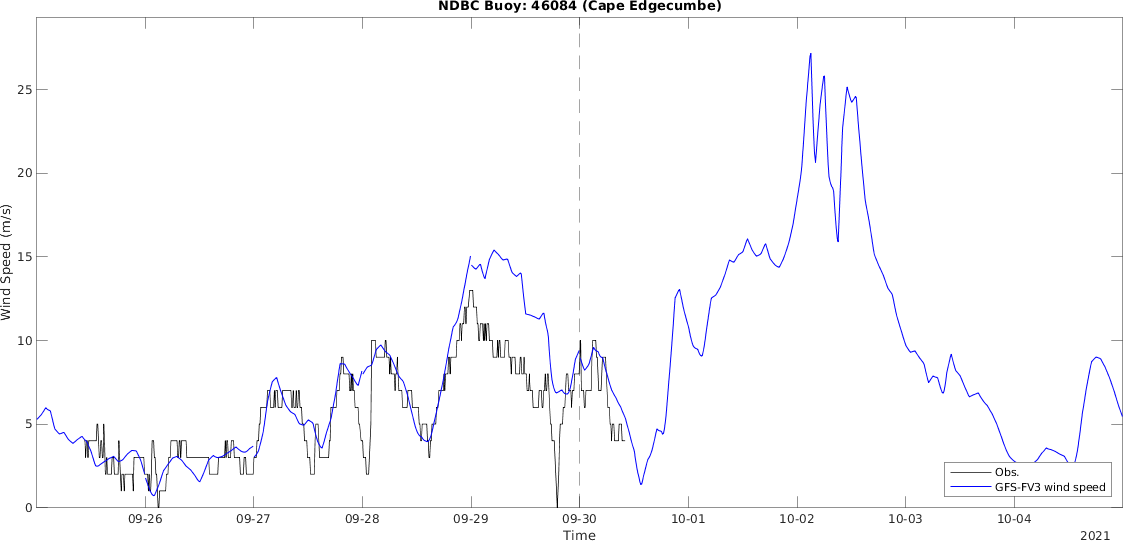 NDBC Buoy: 46084 (Cape Edgecumbe)
Wind Speed (m/s)
25
20
15
10
5
0
09-26 09-27 09-28 09-29 09-30 10-01 10-02 10-03 10-04
Time
2021
Obs.
GFS-FV3 wind speed